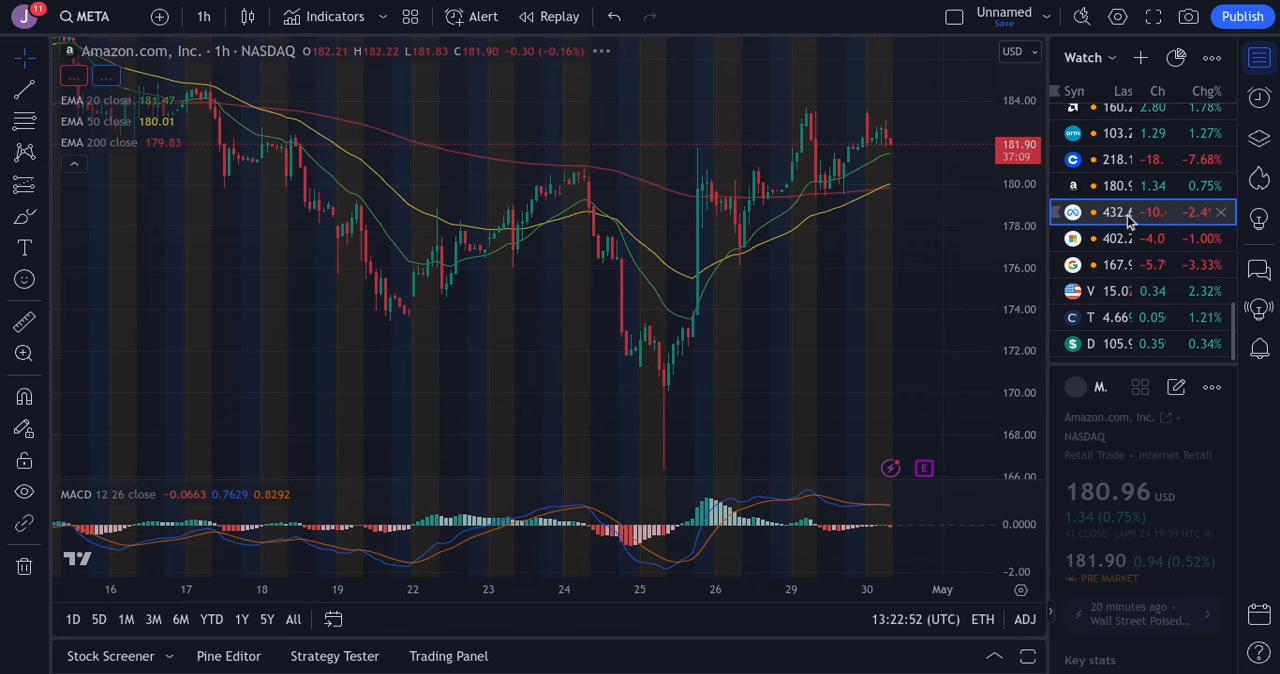 J 11 META 1h Indicators Alert Replay Unnamed Save Publish
a Amazon.com, Inc. · 1h · NASDAQ O182.21 H182.22 L181.83 C181.90 −0.30 (−0.16%) USD
EMA 20 close 181.47
EMA 50 close 180.01
EMA 200 close 179.83
184.00
181.90
37:09
180.00
178.00
176.00
174.00
172.00
170.00
168.00
166.00
E
MACD 12 26 close −0.0663 0.7629 0.8292
0.0000
−2.00
16 17 18 19 22 23 24 25 26 29 30 May
1D 5D 1M 3M 6M YTD 1Y 5Y All 13:22:52 (UTC) ETH ADJ
Stock Screener Pine Editor Strategy Tester Trading Panel
Watch
Las Ch Chg%
160.2 2.80 1.78%
arm 103.2 1.29 1.27%
218.1 −18. −7.68%
a 180.9 1.34 0.75%
432. −10. −2.4
402.2 −4.0 −1.00%
G 167.9 −5.7 −3.33%
V 15.0 0.34 2.32%
C T 4.66 0.05 1.21%
$ D 105.9 0.35 0.34%
M.
Amazon.com, Inc. ·
NASDAQ
Retail Trade • Internet Retail
180.96 USD
1.34 (0.75%)
AT CLOSE (APR 29 19:59 UTC-4)
181.90 0.94 (0.52%)
PRE MARKET
20 minutes ago ·
Wall Street Poised...
Key stats